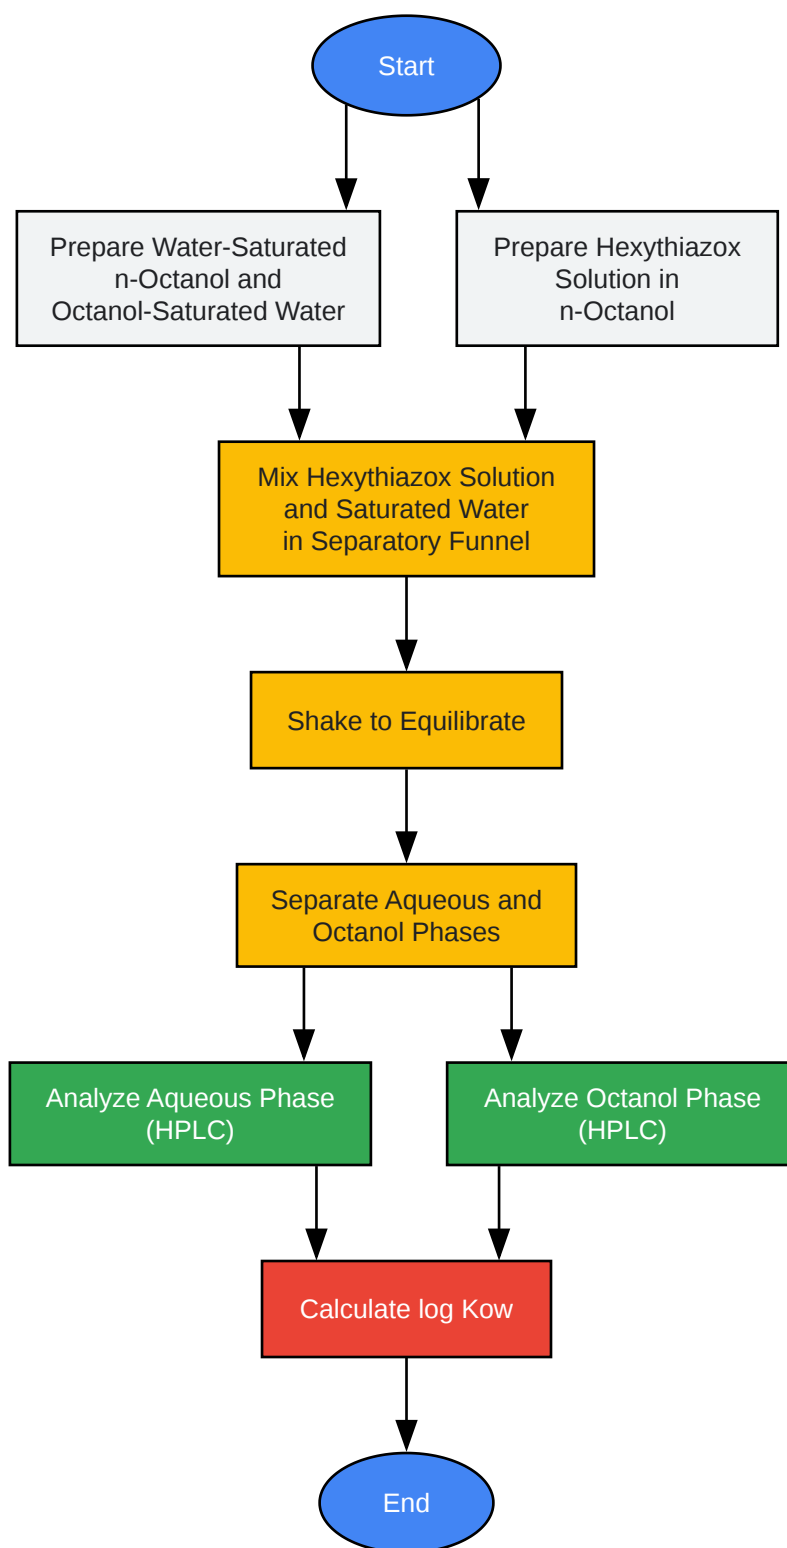 Start
Prepare Water-Saturated
n-Octanol and
Octanol-Saturated Water
Prepare Hexythiazox
Solution in
n-Octanol
Mix Hexythiazox Solution
and Saturated Water
in Separatory Funnel
Shake to Equilibrate
Separate Aqueous and
Octanol Phases
Analyze Aqueous Phase
(HPLC)
Analyze Octanol Phase
(HPLC)
Calculate log Kow
End